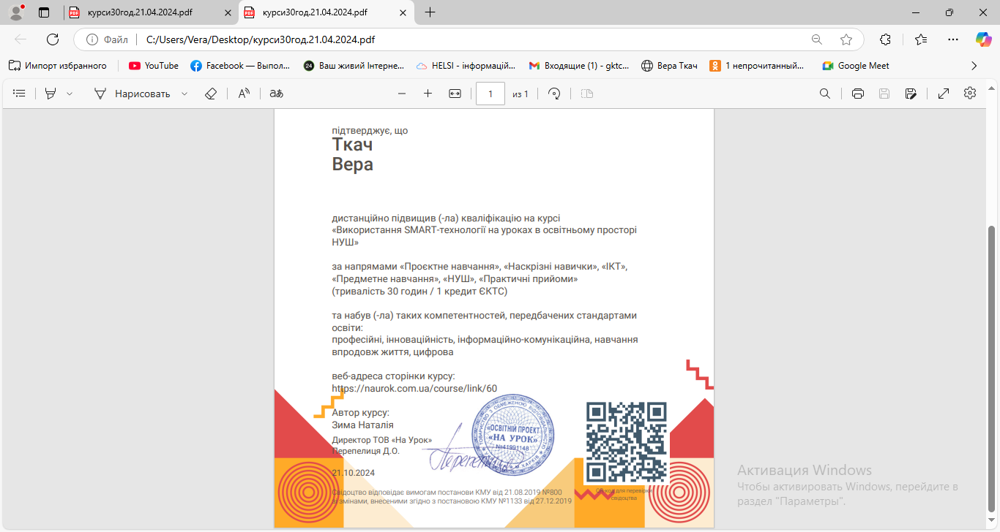 курси30год.21.04.2024.pdf
курси30год.21.04.2024.pdf
Файл
C:/Users/Vera/Desktop/курси30год.21.04.2024.pdf
Импорт избранного
YouTube
Facebook — Выпол...
24 Ваш живий Інтерне...
HELSI - інформацій...
Входящие (1) - gktc...
Вера Ткач
1 непрочитанный...
Google Meet
Нарисовать
1 из 1
підтверджує, що
Ткач
Вера
дистанційно підвищив (-ла) кваліфікацію на курсі
«Використання SMART-технології на уроках в освітньому просторі
НУШ»
за напрямами «Проєктне навчання», «Наскрізні навички», «ІКТ»,
«Предметне навчання», «НУШ», «Практичні прийоми»
(тривалість 30 годин / 1 кредит ЄКТС)
та набув (-ла) таких компетентностей, передбачених стандартами
освіти:
професійні, інноваційність, інформаційно-комунікаційна, навчання
впродовж життя, цифрова
веб-адреса сторінки курсу:
https://naurok.com.ua/course/link/60
Автор курсу:
Зима Наталія
Директор ТОВ «На Урок»
Перепелиця Д.О.
21.10.2024
«ОСВІТНІЙ ПРОЕКТ
«НА УРОК»
№41991148
Свідоцтво відповідає вимогам постанови КМУ від 21.08.2019 №800
зі змінами, внесеними згідно з постановою КМУ №1133 від 27.12.2019
QR-код для перевірки
свідоцтва
Активация Windows
Чтобы активировать Windows, перейдите в
раздел "Параметры".